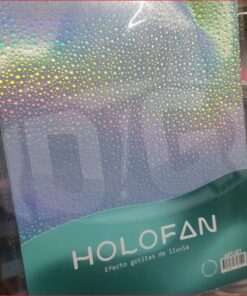 D/C
HOLOFAN
Efecto gotitas de lluvia